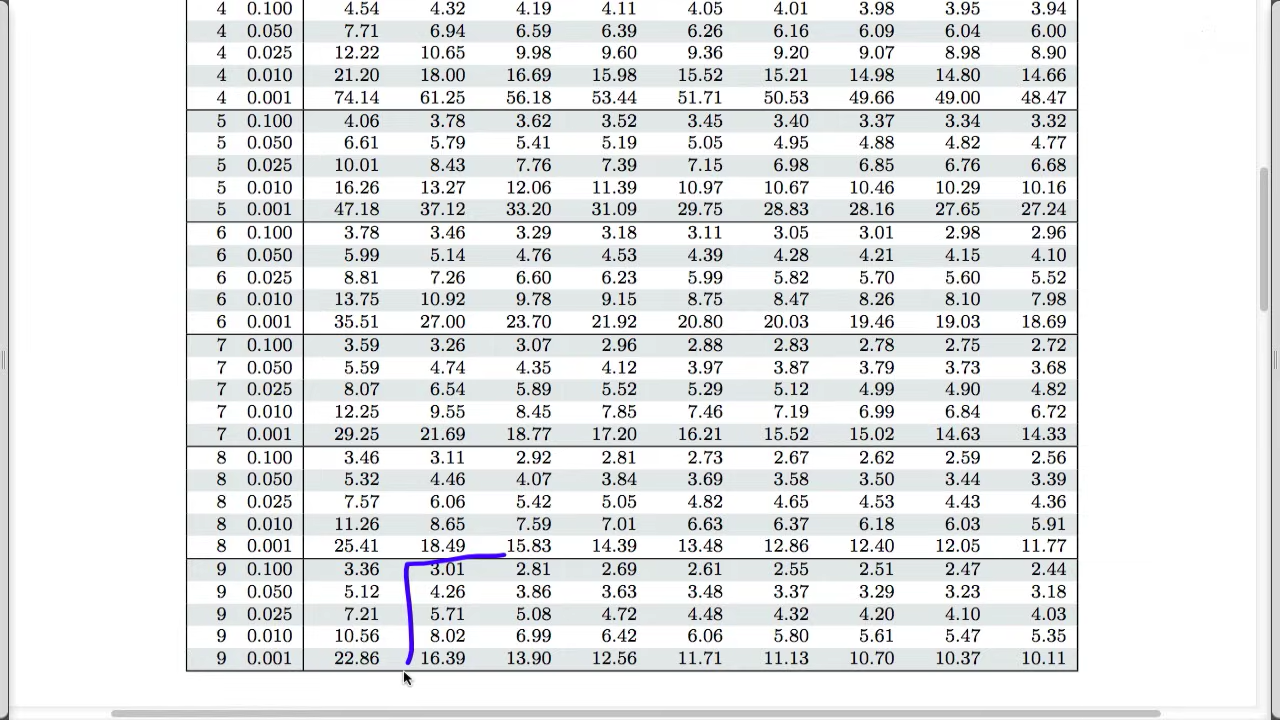 4 0.100 4.54 4.32 4.19 4.11 4.05 4.01 3.98 3.95 3.94
4 0.050 7.71 6.94 6.59 6.39 6.26 6.16 6.09 6.04 6.00
4 0.025 12.22 10.65 9.98 9.60 9.36 9.20 9.07 8.98 8.90
4 0.010 21.20 18.00 16.69 15.98 15.52 15.21 14.98 14.80 14.66
4 0.001 74.14 61.25 56.18 53.44 51.71 50.53 49.66 49.00 48.47
5 0.100 4.06 3.78 3.62 3.52 3.45 3.40 3.37 3.34 3.32
5 0.050 6.61 5.79 5.41 5.19 5.05 4.95 4.88 4.82 4.77
5 0.025 10.01 8.43 7.76 7.39 7.15 6.98 6.85 6.76 6.68
5 0.010 16.26 13.27 12.06 11.39 10.97 10.67 10.46 10.29 10.16
5 0.001 47.18 37.12 33.20 31.09 29.75 28.83 28.16 27.65 27.24
6 0.100 3.78 3.46 3.29 3.18 3.11 3.05 3.01 2.98 2.96
6 0.050 5.99 5.14 4.76 4.53 4.39 4.28 4.21 4.15 4.10
6 0.025 8.81 7.26 6.60 6.23 5.99 5.82 5.70 5.60 5.52
6 0.010 13.75 10.92 9.78 9.15 8.75 8.47 8.26 8.10 7.98
6 0.001 35.51 27.00 23.70 21.92 20.80 20.03 19.46 19.03 18.69
7 0.100 3.59 3.26 3.07 2.96 2.88 2.83 2.78 2.75 2.72
7 0.050 5.59 4.74 4.35 4.12 3.97 3.87 3.79 3.73 3.68
7 0.025 8.07 6.54 5.89 5.52 5.29 5.12 4.99 4.90 4.82
7 0.010 12.25 9.55 8.45 7.85 7.46 7.19 6.99 6.84 6.72
7 0.001 29.25 21.69 18.77 17.20 16.21 15.52 15.02 14.63 14.33
8 0.100 3.46 3.11 2.92 2.81 2.73 2.67 2.62 2.59 2.56
8 0.050 5.32 4.46 4.07 3.84 3.69 3.58 3.50 3.44 3.39
8 0.025 7.57 6.06 5.42 5.05 4.82 4.65 4.53 4.43 4.36
8 0.010 11.26 8.65 7.59 7.01 6.63 6.37 6.18 6.03 5.91
8 0.001 25.41 18.49 15.83 14.39 13.48 12.86 12.40 12.05 11.77
9 0.100 3.36 3.01 2.81 2.69 2.61 2.55 2.51 2.47 2.44
9 0.050 5.12 4.26 3.86 3.63 3.48 3.37 3.29 3.23 3.18
9 0.025 7.21 5.71 5.08 4.72 4.48 4.32 4.20 4.10 4.03
9 0.010 10.56 8.02 6.99 6.42 6.06 5.80 5.61 5.47 5.35
9 0.001 22.86 16.39 13.90 12.56 11.71 11.13 10.70 10.37 10.11